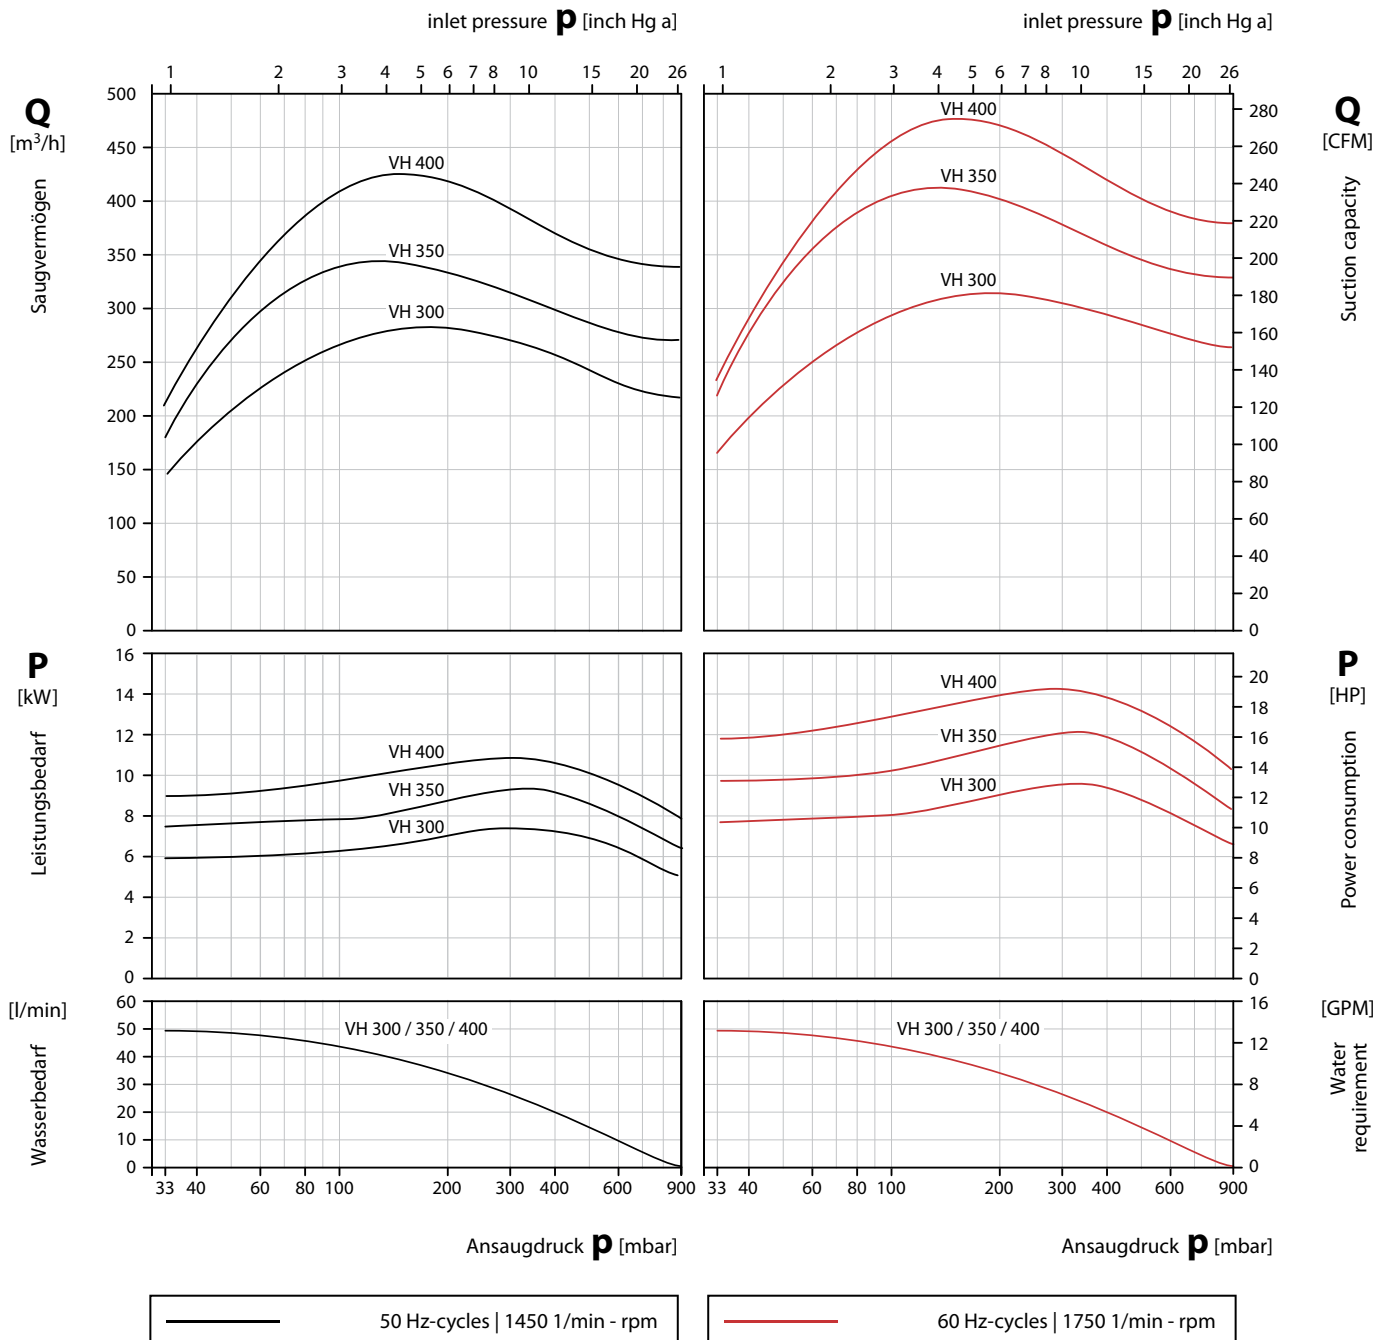 inlet pressure p [inch Hg a]
inlet pressure p [inch Hg a]
1 2 3 4 5 6 7 8 10 15 20 26
1 2 3 4 5 6 7 8 10 15 20 26
Q
[m³/h]
Saugvermögen
500
450
400
350
300
250
200
150
100
50
0
VH 400
VH 350
VH 300
VH 400
VH 350
VH 300
280
260
240
220
200
180
160
140
120
100
80
60
40
20
0
Q
[CFM]
Suction capacity
P
[kW]
Leistungsbedarf
16
14
12
10
8
6
4
2
0
VH 400
VH 350
VH 300
VH 400
VH 350
VH 300
20
18
16
14
12
10
8
6
4
2
0
P
[HP]
Power consumption
[l/min]
Wasserbedarf
60
50
40
30
20
10
0
VH 300 / 350 / 400
VH 300 / 350 / 400
16
12
8
4
0
[GPM]
Water
requirement
33 40 60 80 100 200 300 400 600 900
33 40 60 80 100 200 300 400 600 900
Ansaugdruck p [mbar]
Ansaugdruck p [mbar]
50 Hz-cycles | 1450 1/min - rpm
60 Hz-cycles | 1750 1/min - rpm